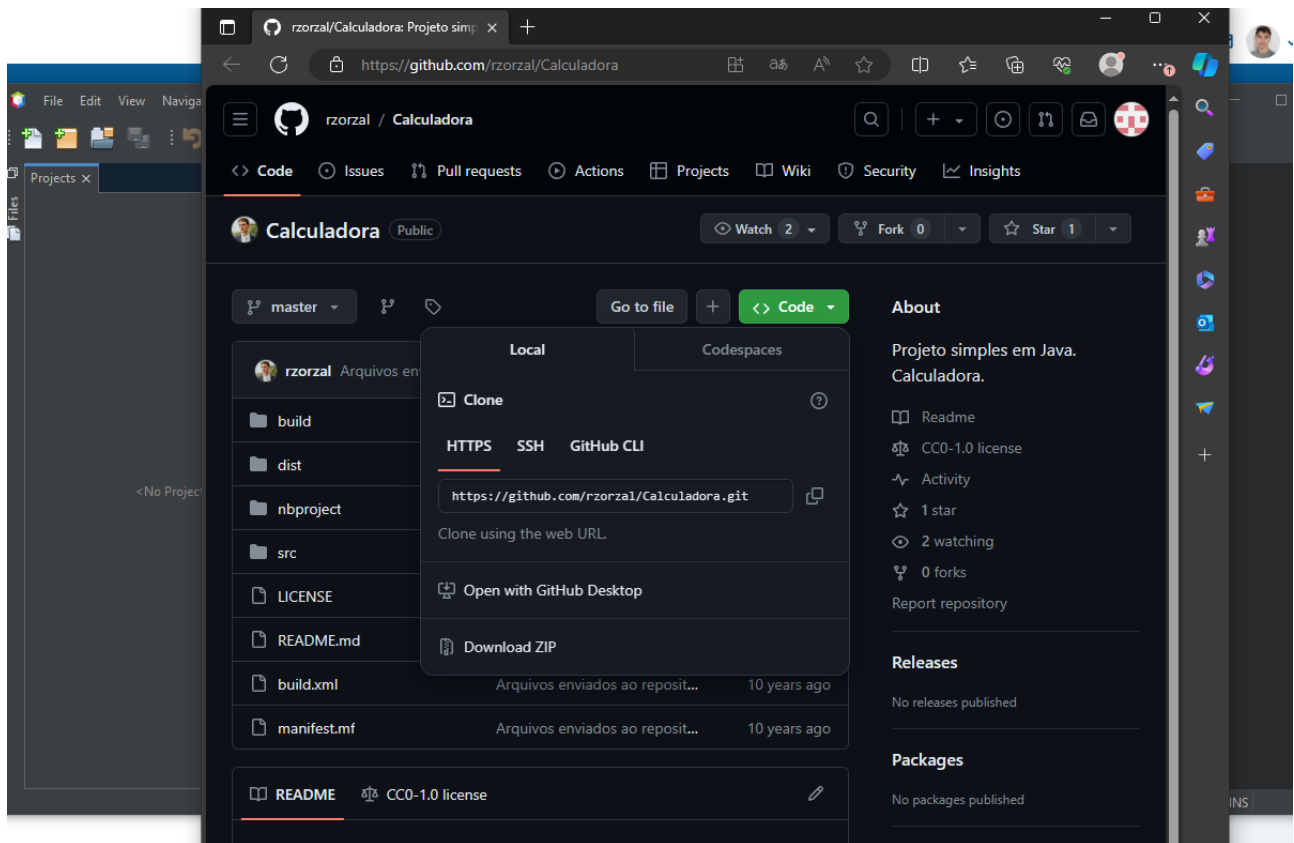 rzorzal/Calculadora: Projeto simp
https://github.com/rzorzal/Calculadora
File Edit View Naviga
Projects
Files
<No Projec
INS
rzorzal / Calculadora
Code Issues Pull requests Actions Projects Wiki Security Insights
Calculadora Public
Watch 2 Fork 0 Star 1
master Go to file Code
Local Codespaces
rzorzal Arquivos en
Clone
HTTPS SSH GitHub CLI
https://github.com/rzorzal/Calculadora.git
Clone using the web URL.
Open with GitHub Desktop
Download ZIP
build
dist
nbproject
src
LICENSE
README.md
build.xml Arquivos enviados ao reposit... 10 years ago
manifest.mf Arquivos enviados ao reposit... 10 years ago
README CC0-1.0 license
About
Projeto simples em Java.
Calculadora.
Readme
CC0-1.0 license
Activity
1 star
2 watching
0 forks
Report repository
Releases
No releases published
Packages
No packages published